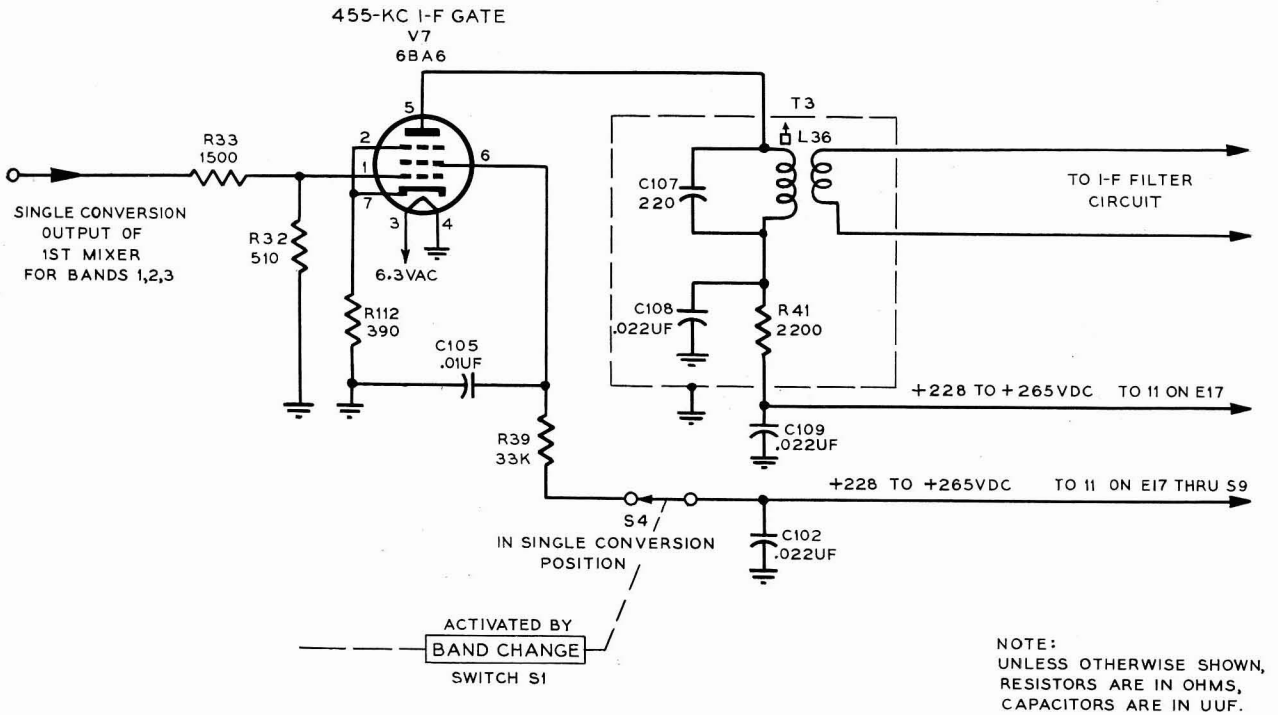 455-KC I-F GATE
V7
6BA6
5
2
1
7
6
3
4
6.3VAC
R33
1500
SINGLE CONVERSION
OUTPUT OF
1ST MIXER
FOR BANDS 1,2,3
R32
510
R112
390
C105
.01UF
R39
33K
T3
L36
C107
220
C108
.022UF
R41
2200
TO I-F FILTER
CIRCUIT
+228 TO +265VDC TO 11 ON E17
C109
.022UF
+228 TO +265VDC TO 11 ON E17 THRU S9
C102
.022UF
S4
IN SINGLE CONVERSION
POSITION
ACTIVATED BY
BAND CHANGE
SWITCH S1
NOTE:
UNLESS OTHERWISE SHOWN,
RESISTORS ARE IN OHMS,
CAPACITORS ARE IN UUF.